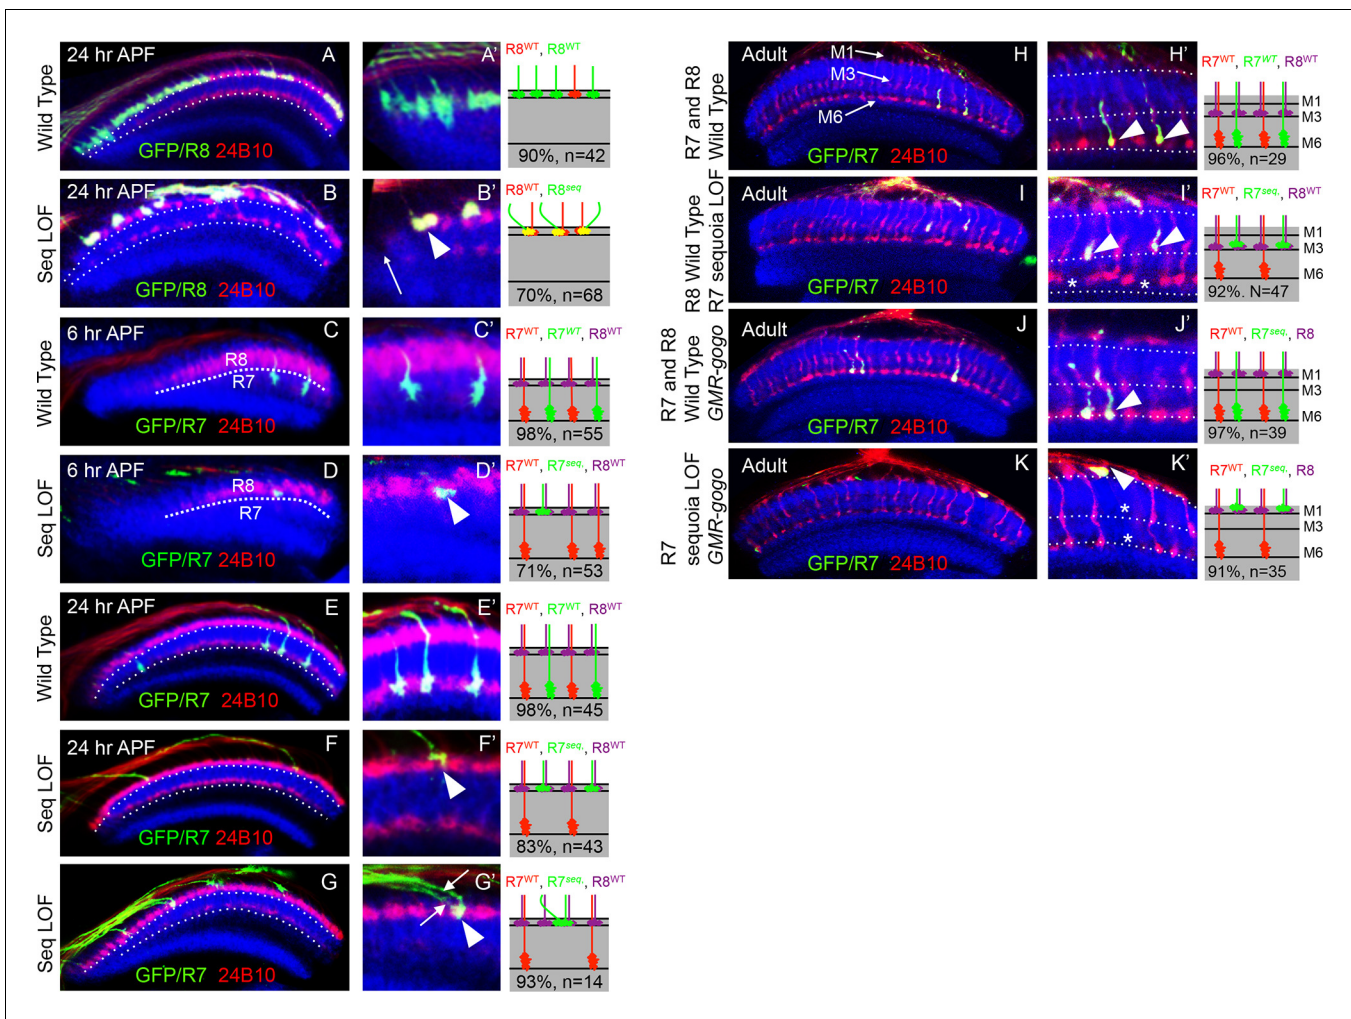 Wild Type
24 hr APF
A
GFP/R8 24B10
A'
R8WT, R8WT
90%, n=42
Seq LOF
24 hr APF
B
GFP/R8 24B10
B'
R8WT, R8seq
70%, n=68
Wild Type
6 hr APF
C
R8
R7
GFP/R7 24B10
C'
R7WT, R7WT, R8WT
98%, n=55
Seq LOF
6 hr APF
D
R8
R7
GFP/R7 24B10
D'
R7WT, R7seq, R8WT
71%, n=53
Wild Type
24 hr APF
E
GFP/R7 24B10
E'
R7WT, R7WT, R8WT
98%, n=45
Seq LOF
24 hr APF
F
GFP/R7 24B10
F'
R7WT, R7seq, R8WT
83%, n=43
Seq LOF
G
GFP/R7 24B10
G'
R7WT, R7seq, R8WT
93%, n=14
R7 and R8
Wild Type
Adult
H
M1
M3
M6
GFP/R7 24B10
H'
R7WT, R7WT, R8WT
M1
M3
M6
96%, n=29
R8 Wild Type
R7 sequoia LOF
Adult
I
GFP/R7 24B10
I'
*
*
R7WT, R7seq, R8WT
M1
M3
M6
92%. N=47
R7 and R8
Wild Type
GMR-gogo
Adult
J
GFP/R7 24B10
J'
R7WT, R7seq, R8
M1
M3
M6
97%, n=39
R7
sequoia LOF
GMR-gogo
Adult
K
GFP/R7 24B10
K'
*
*
R7WT, R7seq, R8
M1
M3
M6
91%, n=35